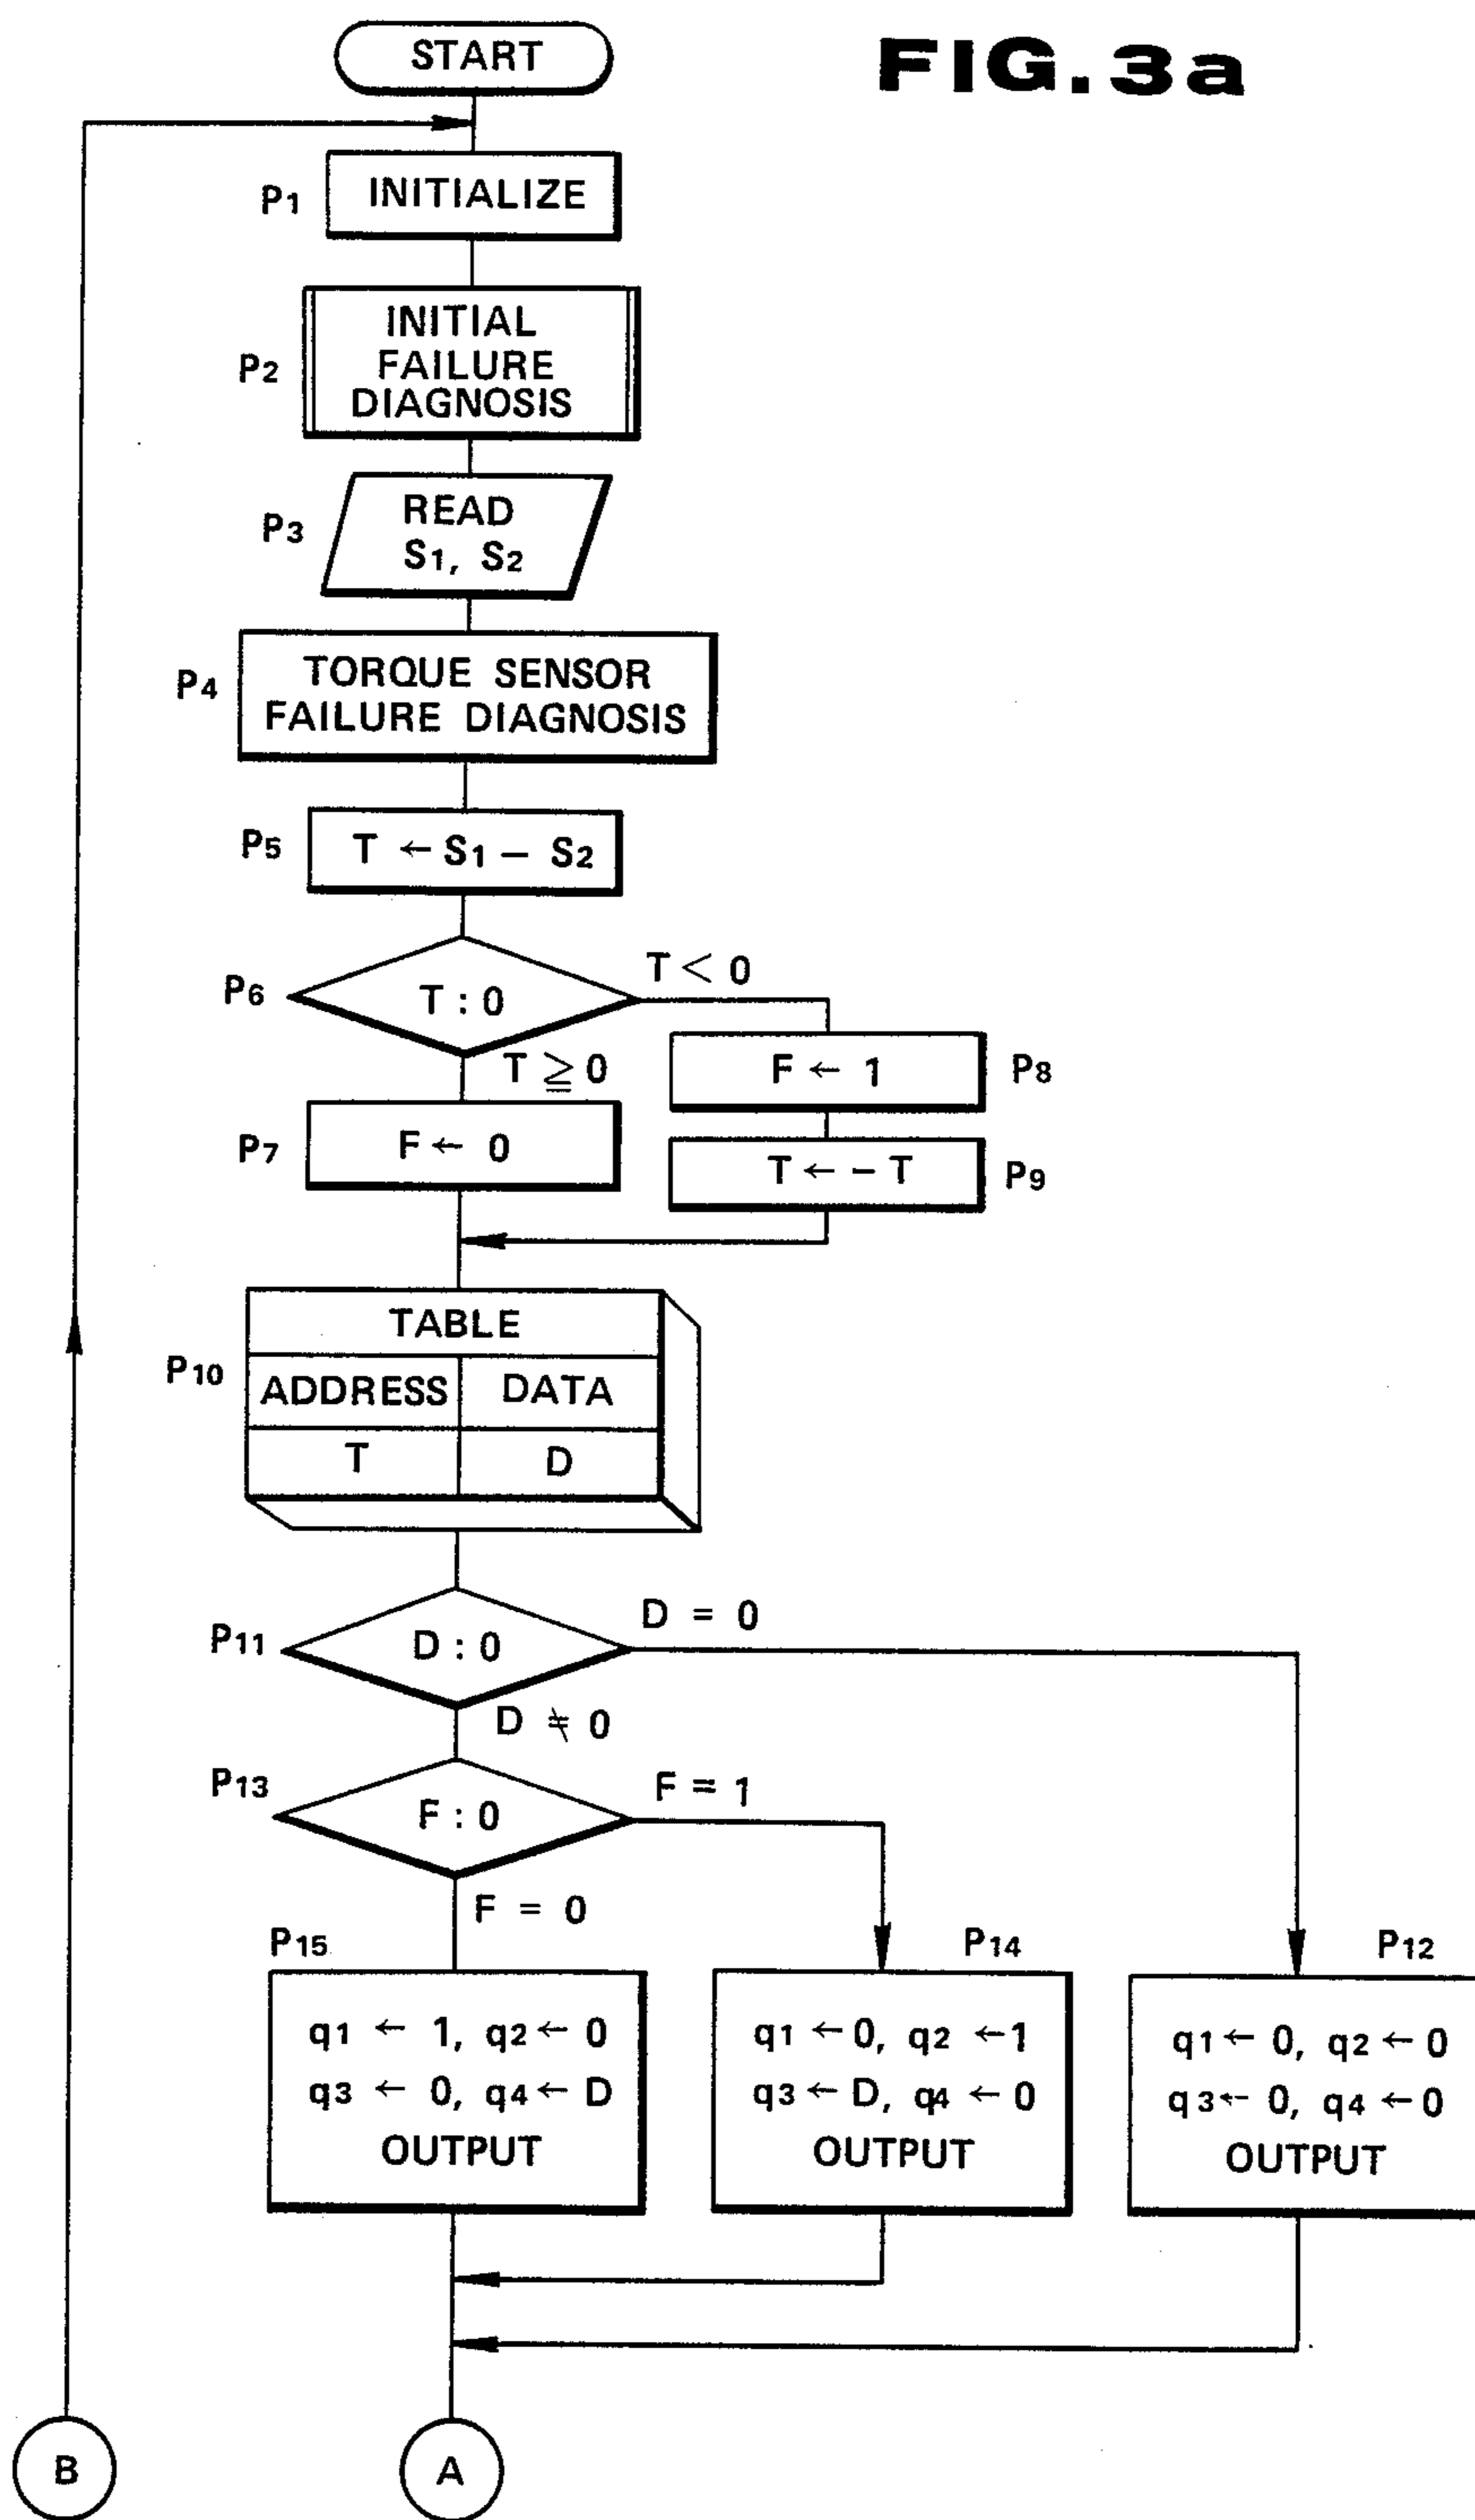 FIG.3a
START
P1
INITIALIZE
P2
INITIAL
FAILURE
DIAGNOSIS
P3
READ
S1, S2
P4
TORQUE SENSOR
FAILURE DIAGNOSIS
P5
T ← S1 – S2
P6
T : 0
T < 0
T ≧ 0
F ← 1
P8
P7
F ← 0
T ← – T
P9
TABLE
P10
ADDRESS DATA
T D
P11
D : 0
D = 0
D ≠ 0
P13
F : 0
F = 1
F = 0
P15
P14
P12
q1 ← 1, q2 ← 0
q3 ← 0, q4 ← D
OUTPUT
q1 ← 0, q2 ← 1
q3 ← D, q4 ← 0
OUTPUT
q1 ← 0, q2 ← 0
q3 ← 0, q4 ← 0
OUTPUT
B
A